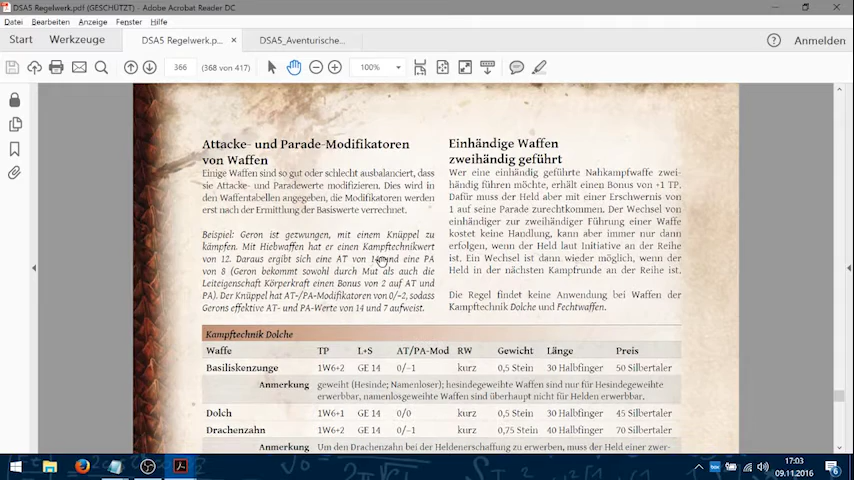 DSA5 Regelwerk.pdf (GESCHÜTZT) - Adobe Acrobat Reader DC
Datei Bearbeiten Anzeige Fenster Hilfe
Start Werkzeuge DSA5 Regelwerk.p... × DSA5_Aventurische... Anmelden
366 (368 von 417) 100%
Attacke- und Parade-Modifikatoren
von Waffen
Einige Waffen sind so gut oder schlecht ausbalanciert, dass
sie Attacke- und Paradewerte modifizieren. Dies wird in
den Waffentabellen angegeben, die Modifikatoren werden
erst nach der Ermittlung der Basiswerte verrechnet.
Beispiel: Geron ist gezwungen, mit einem Knüppel zu
kämpfen. Mit Hiebwaffen hat er einen Kampftechnikwert
von 12. Daraus ergibt sich eine AT von und eine PA
von 8 (Geron bekommt sowohl durch Mut als auch die
Leiteigenschaft Körperkraft einen Bonus von 2 auf AT und
PA). Der Knüppel hat AT-/PA-Modifikatoren von 0/–2, sodass
Gerons effektive AT- und PA-Werte von 14 und 7 aufweist.
Einhändige Waffen
zweihändig geführt
Wer eine einhändig geführte Nahkampfwaffe zwei-
händig führen möchte, erhält einen Bonus von +1 TP.
Dafür muss der Held aber mit einer Erschwernis von
1 auf seine Parade zurechtkommen. Der Wechsel von
einhändiger zur zweihändiger Führung einer Waffe
kostet keine Handlung, kann aber immer nur dann
erfolgen, wenn der Held laut Initiative an der Reihe
ist. Ein Wechsel ist dann wieder möglich, wenn der
Held in der nächsten Kampfrunde an der Reihe ist.
Die Regel findet keine Anwendung bei Waffen der
Kampftechnik Dolche und Fechtwaffen.
Kampftechnik Dolche
Waffe TP L+S AT/PA-Mod RW Gewicht Länge Preis
Basiliskenzunge 1W6+2 GE 14 0/–1 kurz 0,5 Stein 30 Halbfinger 50 Silbertaler
Anmerkung geweiht (Hesinde; Namenloser); hesindegeweihte Waffen sind nur für Hesindegeweihte
erwerbbar, namenlosgeweihte Waffen sind überhaupt nicht für Helden erwerbbar.
Dolch 1W6+1 GE 14 0/0 kurz 0,5 Stein 30 Halbfinger 45 Silbertaler
Drachenzahn 1W6+2 GE 14 0/–1 kurz 0,75 Stein 40 Halbfinger 70 Silbertaler
Anmerkung Um den Drachenzahn bei der Heldenerschaffung zu erwerben, muss der Held einer zwer-
17:03
09.11.2016